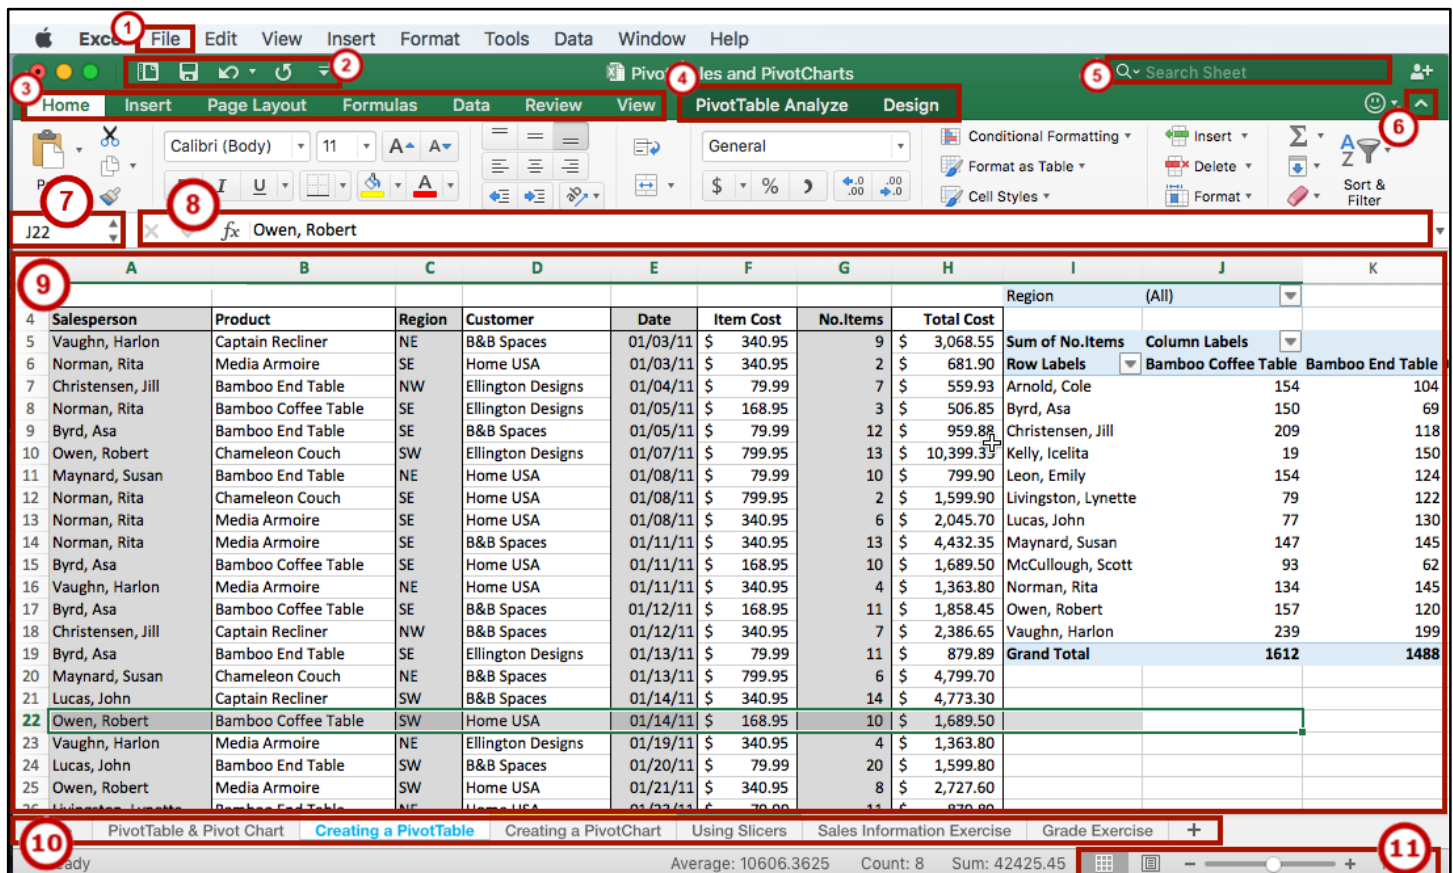 Excel File Edit View Insert Format Tools Data Window Help
1
2
PivotTables and PivotCharts
4
5 Search Sheet
3
Home Insert Page Layout Formulas Data Review View PivotTable Analyze Design
6
Calibri (Body) 11 A A General Conditional Formatting Insert Σ A Z
Format as Table Delete
I U A $ % .0 .00 .00 .0 Cell Styles Format Sort & Filter
7 8
J22 fx Owen, Robert
9
A B C D E F G H I J K
Region (All)
4 Salesperson Product Region Customer Date Item Cost No.Items Total Cost
5 Vaughn, Harlon Captain Recliner NE B&B Spaces 01/03/11 $ 340.95 9 $ 3,068.55 Sum of No.Items Column Labels
6 Norman, Rita Media Armoire SE Home USA 01/03/11 $ 340.95 2 $ 681.90 Row Labels Bamboo Coffee Table Bamboo End Table
7 Christensen, Jill Bamboo End Table NW Ellington Designs 01/04/11 $ 79.99 7 $ 559.93 Arnold, Cole 154 104
8 Norman, Rita Bamboo Coffee Table SE Ellington Designs 01/05/11 $ 168.95 3 $ 506.85 Byrd, Asa 150 69
9 Byrd, Asa Bamboo End Table SE B&B Spaces 01/05/11 $ 79.99 12 $ 959.88 Christensen, Jill 209 118
10 Owen, Robert Chameleon Couch SW Ellington Designs 01/07/11 $ 799.95 13 $ 10,399.35 Kelly, Icelita 19 150
11 Maynard, Susan Bamboo End Table NE Home USA 01/08/11 $ 79.99 10 $ 799.90 Leon, Emily 154 124
12 Norman, Rita Chameleon Couch SE Home USA 01/08/11 $ 799.95 2 $ 1,599.90 Livingston, Lynette 79 122
13 Norman, Rita Media Armoire SE Home USA 01/08/11 $ 340.95 6 $ 2,045.70 Lucas, John 77 130
14 Norman, Rita Media Armoire SE B&B Spaces 01/11/11 $ 340.95 13 $ 4,432.35 Maynard, Susan 147 145
15 Byrd, Asa Bamboo Coffee Table SE Home USA 01/11/11 $ 168.95 10 $ 1,689.50 McCullough, Scott 93 62
16 Vaughn, Harlon Media Armoire NE Home USA 01/11/11 $ 340.95 4 $ 1,363.80 Norman, Rita 134 145
17 Byrd, Asa Bamboo Coffee Table SE B&B Spaces 01/12/11 $ 168.95 11 $ 1,858.45 Owen, Robert 157 120
18 Christensen, Jill Captain Recliner NW B&B Spaces 01/12/11 $ 340.95 7 $ 2,386.65 Vaughn, Harlon 239 199
19 Byrd, Asa Bamboo End Table SE Ellington Designs 01/13/11 $ 79.99 11 $ 879.89 Grand Total 1612 1488
20 Maynard, Susan Chameleon Couch NE B&B Spaces 01/13/11 $ 799.95 6 $ 4,799.70
21 Lucas, John Captain Recliner SW B&B Spaces 01/14/11 $ 340.95 14 $ 4,773.30
22 Owen, Robert Bamboo Coffee Table SW Home USA 01/14/11 $ 168.95 10 $ 1,689.50
23 Vaughn, Harlon Media Armoire NE Ellington Designs 01/19/11 $ 340.95 4 $ 1,363.80
24 Lucas, John Bamboo End Table SW B&B Spaces 01/20/11 $ 79.99 20 $ 1,599.80
25 Owen, Robert Media Armoire SW Home USA 01/21/11 $ 340.95 8 $ 2,727.60
26 Livingston, Lynette Bamboo End Table NE Home USA 01/22/11 $ 79.99 11 $ 879.89
10 PivotTable & Pivot Chart Creating a PivotTable Creating a PivotChart Using Slicers Sales Information Exercise Grade Exercise +
Ready Average: 10606.3625 Count: 8 Sum: 42425.45 − + 11